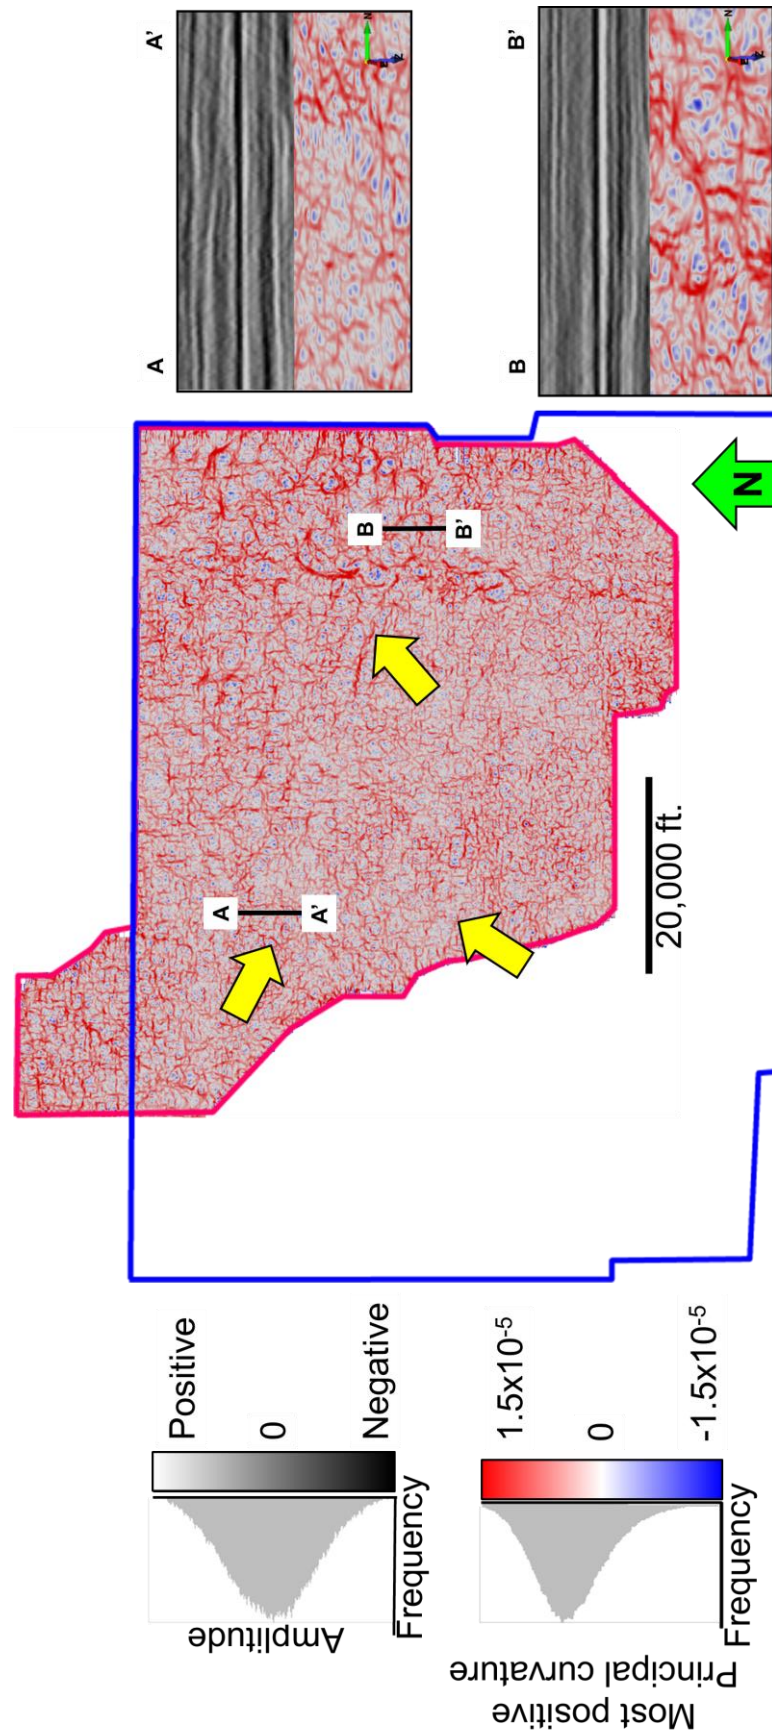 A
A'
N
Z
B
B'
N
Z
A
A'
B
B'
N
20,000 ft.
Amplitude
Positive
0
Negative
Frequency
Most positive
Principal curvature
1.5x10⁻⁵
0
-1.5x10⁻⁵
Frequency